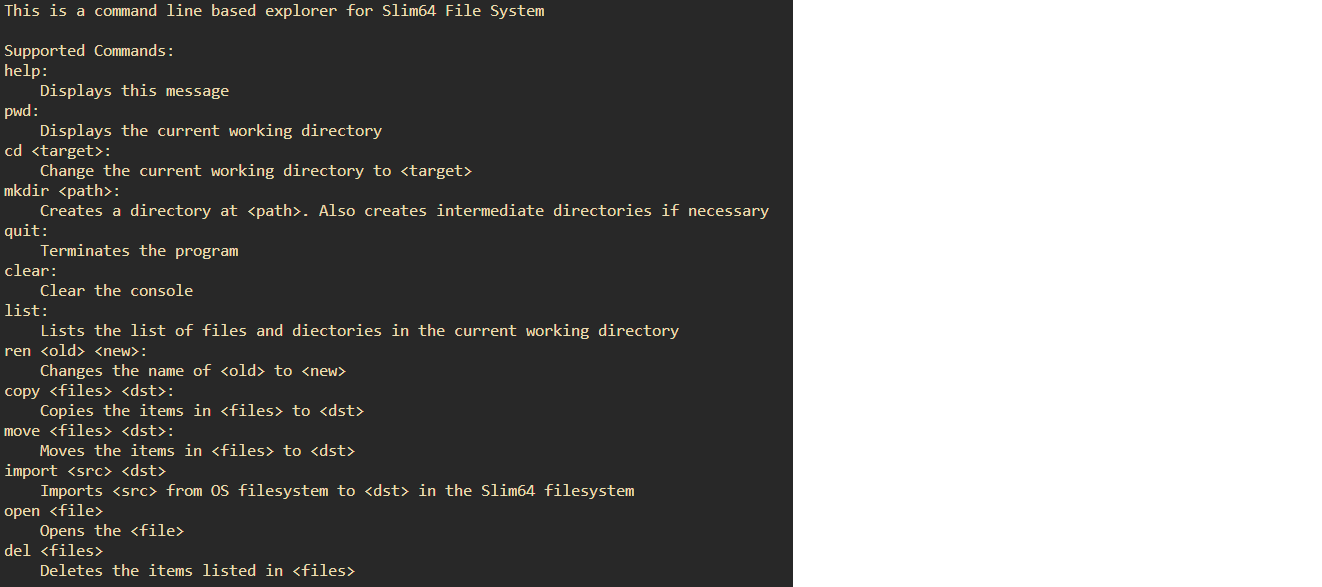 This is a command line based explorer for Slim64 File System

Supported Commands:
help:
    Displays this message
pwd:
    Displays the current working directory
cd <target>:
    Change the current working directory to <target>
mkdir <path>:
    Creates a directory at <path>. Also creates intermediate directories if necessary
quit:
    Terminates the program
clear:
    Clear the console
list:
    Lists the list of files and diectories in the current working directory
ren <old> <new>:
    Changes the name of <old> to <new>
copy <files> <dst>:
    Copies the items in <files> to <dst>
move <files> <dst>:
    Moves the items in <files> to <dst>
import <src> <dst>
    Imports <src> from OS filesystem to <dst> in the Slim64 filesystem
open <file>
    Opens the <file>
del <files>
    Deletes the items listed in <files>